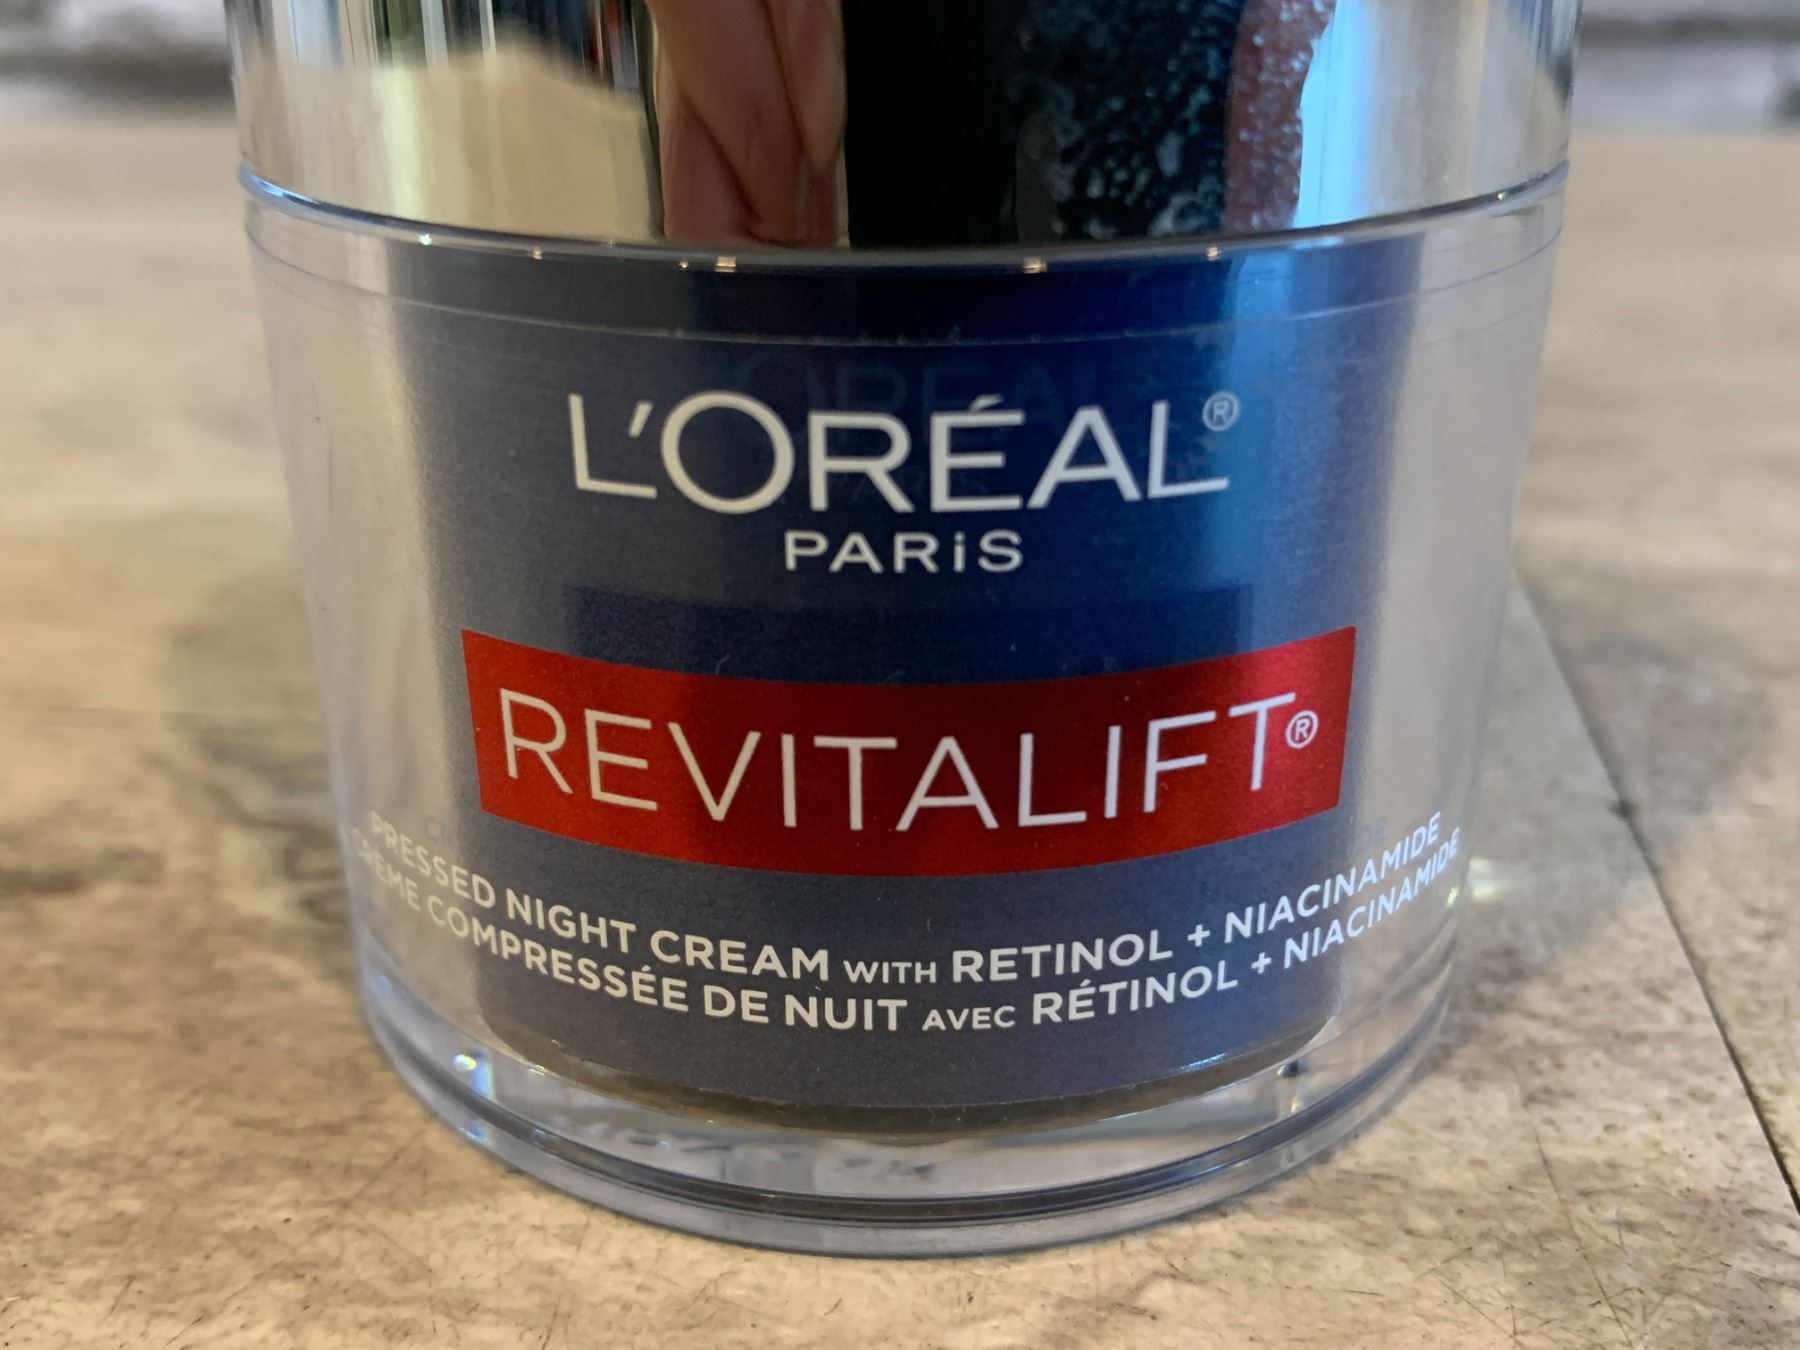 L'ORÉAL®
PARiS
REVITALIFT®
PRESSED NIGHT CREAM WITH RETINOL + NIACINAMIDE
CRÈME COMPRESSÉE DE NUIT AVEC RÉTINOL + NIACINAMIDE